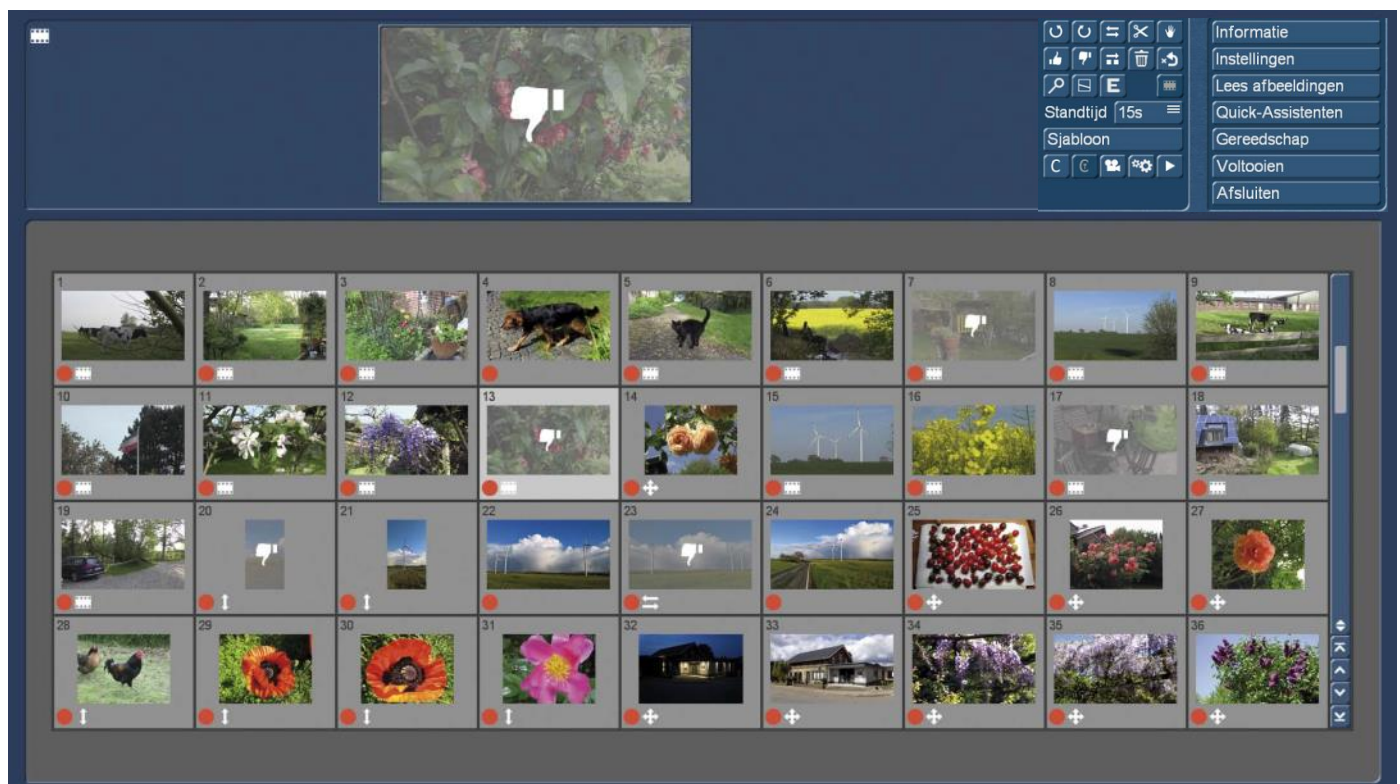 Informatie
Instellingen
E
Lees afbeeldingen
Standtijd 15s
Quick-Assistenten
Sjabloon
Gereedschap
C C
Voltooien
Afsluiten
1 2 3 4 5 6 7 8 9
10 11 12 13 14 15 16 17 18
19 20 21 22 23 24 25 26 27
28 29 30 31 32 33 34 35 36